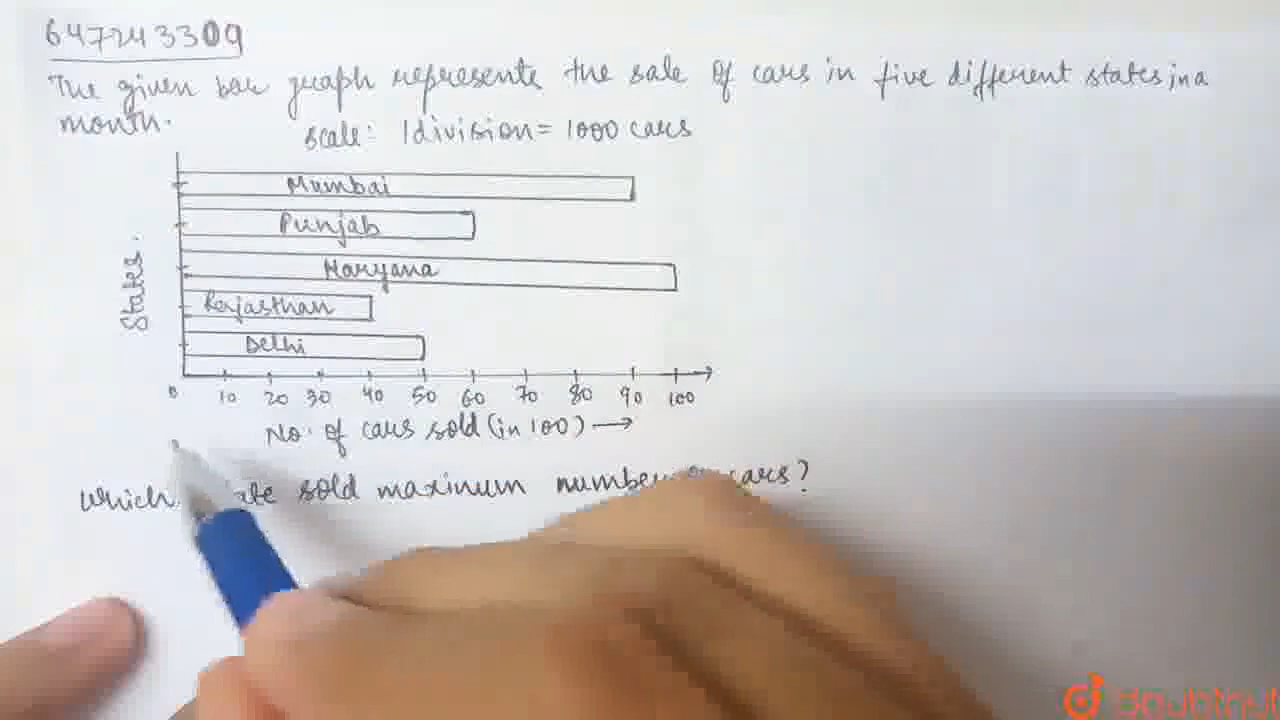 647243309
The given bar graph represents the sale of cars in five different states in a
month.
scale: 1 division = 1000 cars
Mumbai
Punjab
Haryana
Rajasthan
Delhi
States.
0 10 20 30 40 50 60 70 80 90 100
No. of cars sold (in 100) →
Which sold maximum number cars?
doubtnut